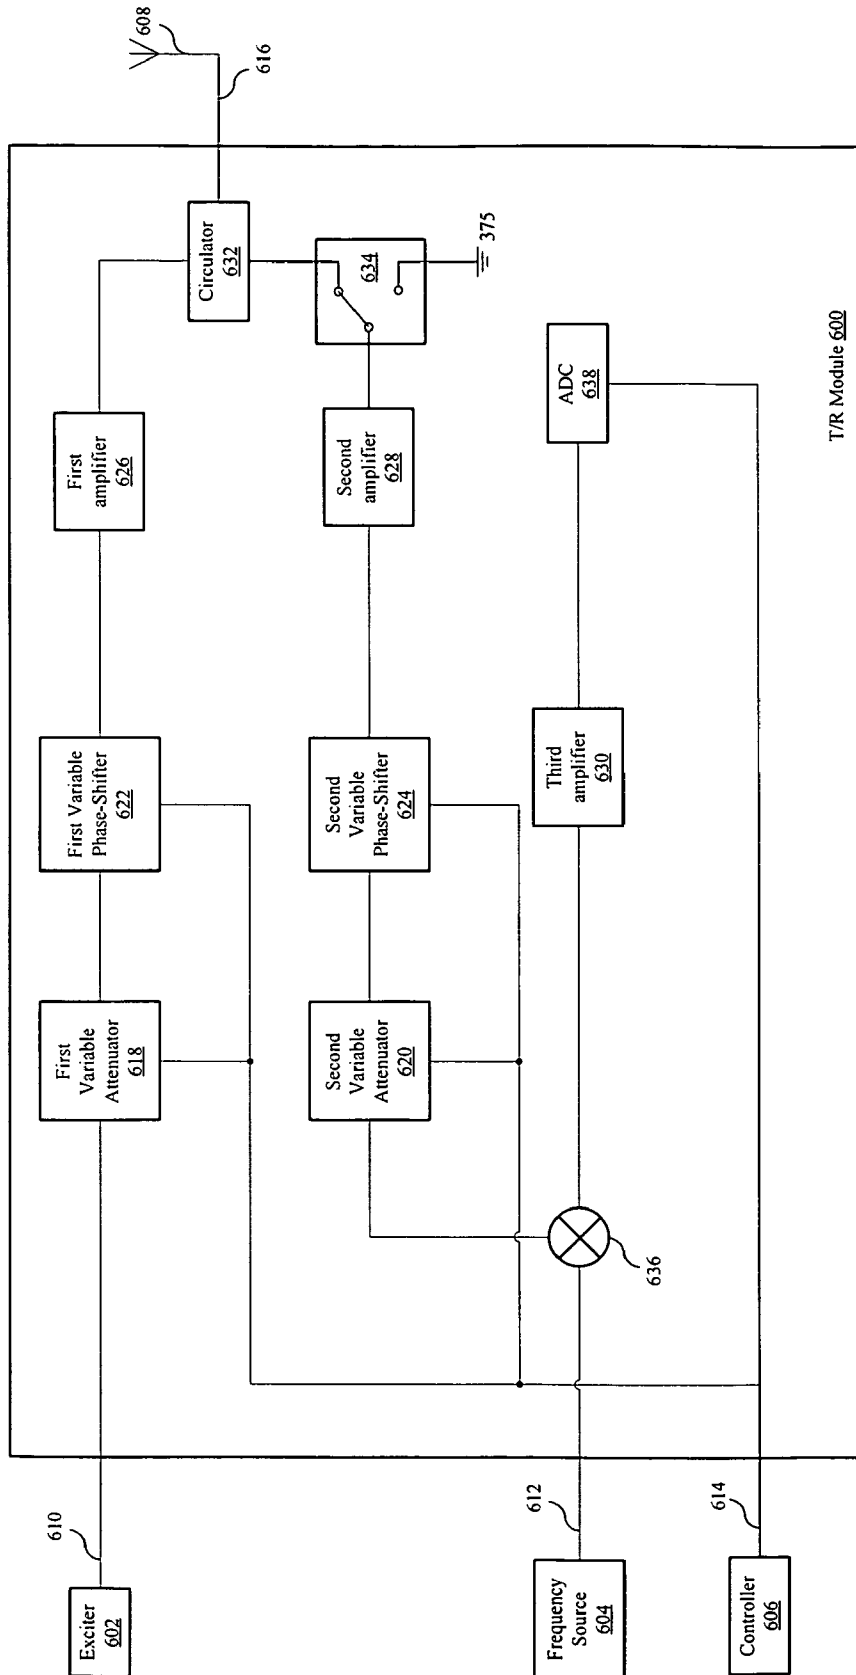 608
616
Circulator
632
634
375
First
amplifier
626
Second
amplifier
628
ADC
638
T/R Module 600
First Variable
Phase-Shifter
622
Second
Variable
Phase-Shifter
624
Third
amplifier
630
First
Variable
Attenuator
618
Second
Variable
Attenuator
620
636
610
612
614
Exciter
602
Frequency
Source
604
Controller
606